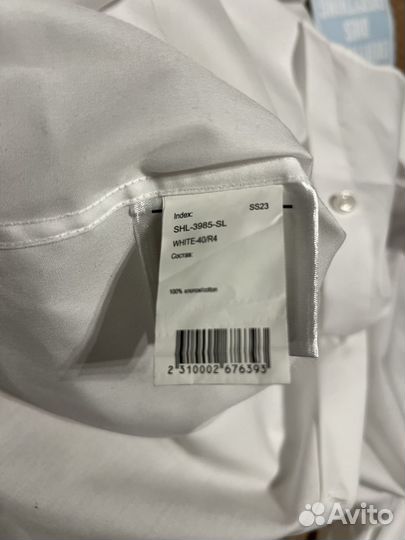 Index: SS23
SHL-3985-SL
WHITE-40/R4
Состав:
100% хлопок/cotton
2 310002 676393
Avito